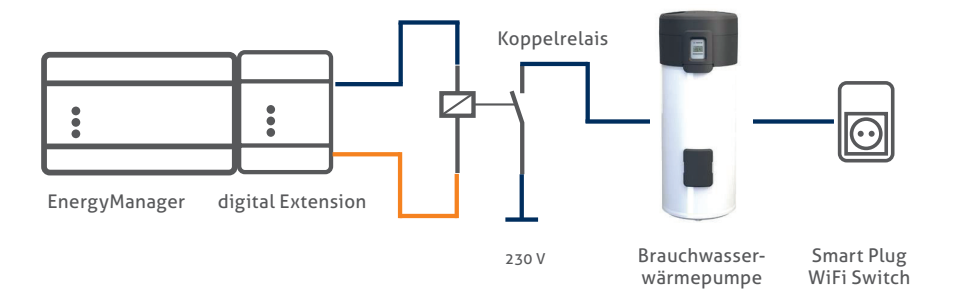 Koppelrelais
EnergyManager
digital Extension
230 V
Brauchwasser-
wärmepumpe
Smart Plug
WiFi Switch